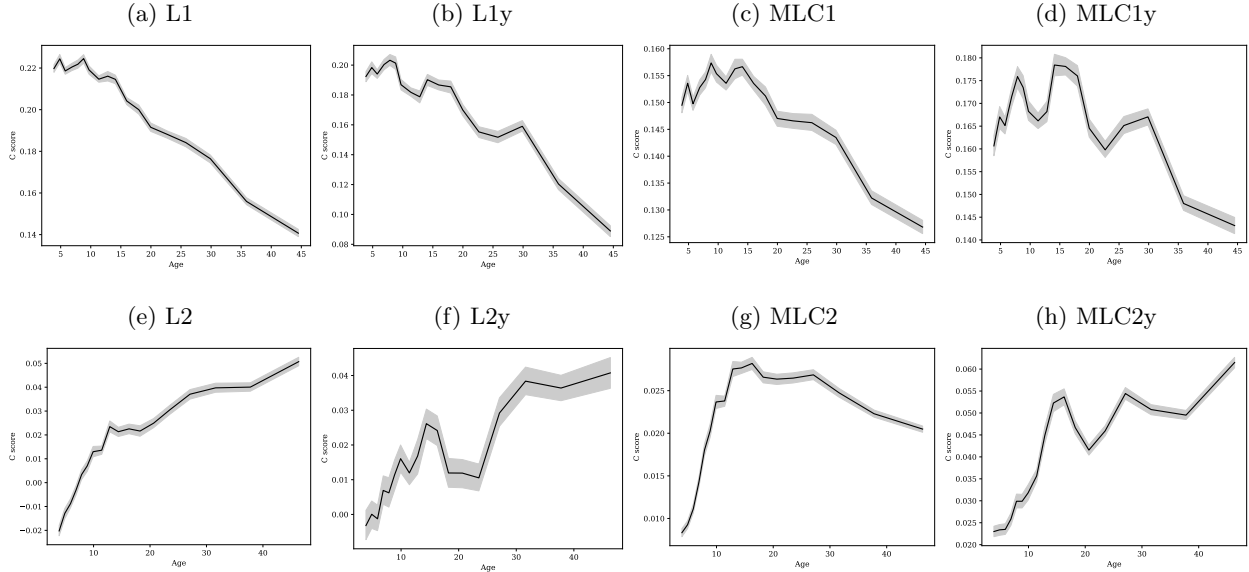 (a) L1
0.22
0.20
0.18
0.16
0.14
C score
5 10 15 20 25 30 35 40 45
Age
(b) L1y
0.20
0.18
0.16
0.14
0.12
0.10
0.08
C score
5 10 15 20 25 30 35 40 45
Age
(c) MLC1
0.160
0.155
0.150
0.145
0.140
0.135
0.130
0.125
C score
5 10 15 20 25 30 35 40 45
Age
(d) MLC1y
0.180
0.175
0.170
0.165
0.160
0.155
0.150
0.145
0.140
C score
5 10 15 20 25 30 35 40 45
Age
(e) L2
0.05
0.04
0.03
0.02
0.01
0.00
−0.01
−0.02
C score
10 20 30 40
Age
(f) L2y
0.04
0.03
0.02
0.01
0.00
C score
10 20 30 40
Age
(g) MLC2
0.025
0.020
0.015
0.010
C score
10 20 30 40
Age
(h) MLC2y
0.060
0.055
0.050
0.045
0.040
0.035
0.030
0.025
0.020
C score
10 20 30 40
Age